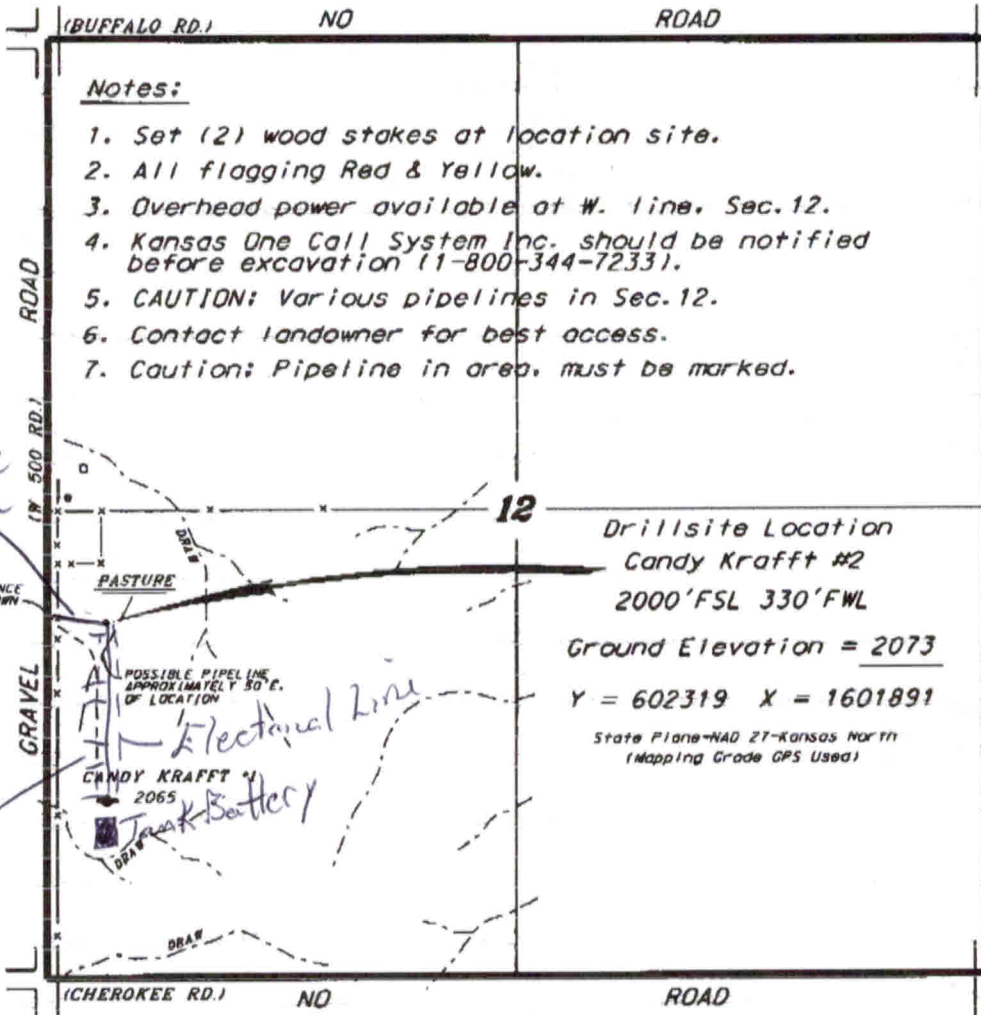 (BUFFALO RD.) NO ROAD
Notes:
1. Set (2) wood stakes at location site.
2. All flagging Red & Yellow.
3. Overhead power available at W. line, Sec.12.
4. Kansas One Call System Inc. should be notified
before excavation (1-800-344-7233).
5. CAUTION: Various pipelines in Sec.12.
6. Contact landowner for best access.
7. Caution: Pipeline in area, must be marked.
GRAVEL (W 500 RD.) ROAD
12
DRAW
PASTURE
Drillsite Location
Candy Krafft #2
2000'FSL 330'FWL
Ground Elevation = 2073
Y = 602319 X = 1601891
State Plane-NAD 27-Kansas North
(Mapping Grade GPS Used)
POSSIBLE PIPELINE
APPROXIMATELY 50'E.
OF LOCATION
Electrical Line
CANDY KRAFFT #1
2065
Tank Battery
DRAW
DRAW
(CHEROKEE RD.) NO ROAD